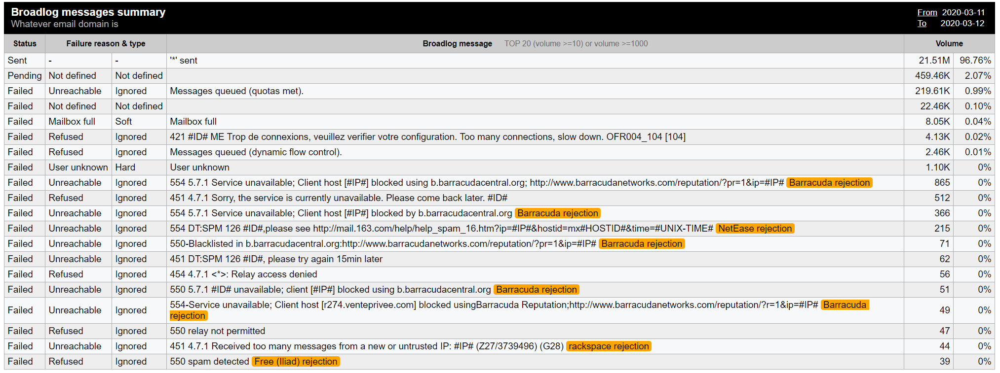 Broadlog messages summary
Whatever email domain is
From 2020-03-11
To 2020-03-12
Status Failure reason & type Broadlog message TOP 20 (volume >=10) or volume >=1000 Volume
Sent - - '*' sent 21.51M 96.76%
Pending Not defined Not defined 459.46K 2.07%
Failed Unreachable Ignored Messages queued (quotas met). 219.61K 0.99%
Failed Not defined Not defined 22.46K 0.10%
Failed Mailbox full Soft Mailbox full 8.05K 0.04%
Failed Refused Ignored 421 #ID# ME Trop de connexions, veuillez verifier votre configuration. Too many connections, slow down. OFR004_104 [104] 4.13K 0.02%
Failed Refused Ignored Messages queued (dynamic flow control). 2.46K 0.01%
Failed User unknown Hard User unknown 1.10K 0%
Failed Unreachable Ignored 554 5.7.1 Service unavailable; Client host [#IP#] blocked using b.barracudacentral.org; http://www.barracudanetworks.com/reputation/?pr=1&ip=#IP# Barracuda rejection 865 0%
Failed Refused Ignored 451 4.7.1 Sorry, the service is currently unavailable. Please come back later. #ID# 512 0%
Failed Unreachable Ignored 554 5.7.1 Service unavailable; Client host [#IP#] blocked by b.barracudacentral.org Barracuda rejection 366 0%
Failed Unreachable Ignored 554 DT:SPM 126 #ID#,please see http://mail.163.com/help/help_spam_16.htm?ip=#IP#&hostid=mx#HOSTID#&time=#UNIX-TIME# NetEase rejection 215 0%
Failed Unreachable Ignored 550-Blacklisted in b.barracudacentral.org:http://www.barracudanetworks.com/reputation/?pr=1&ip=#IP# Barracuda rejection 71 0%
Failed Unreachable Ignored 451 DT:SPM 126 #ID#, please try again 15min later 62 0%
Failed Refused Ignored 454 4.7.1 <*>: Relay access denied 56 0%
Failed Unreachable Ignored 550 5.7.1 #ID# unavailable; client [#IP#] blocked using b.barracudacentral.org Barracuda rejection 51 0%
Failed Unreachable Ignored 554-Service unavailable; Client host [r274.venteprivee.com] blocked usingBarracuda Reputation;http://www.barracudanetworks.com/reputation/?r=1&ip=#IP# Barracuda
rejection 49 0%
Failed Refused Ignored 550 relay not permitted 47 0%
Failed Unreachable Ignored 451 4.7.1 Received too many messages from a new or untrusted IP: #IP# (Z27/3739496) (G28) rackspace rejection 44 0%
Failed Refused Ignored 550 spam detected Free (Iliad) rejection 39 0%